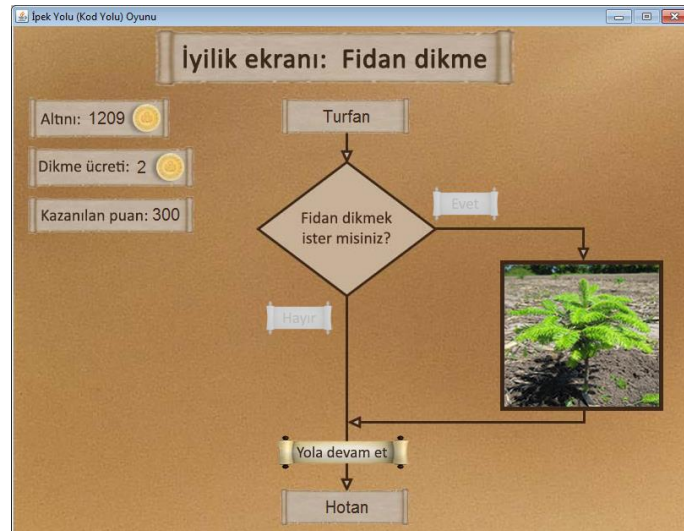 İpek Yolu (Kod Yolu) Oyunu
İyilik ekranı: Fidan dikme
Altını: 1209
Dikme ücreti: 2
Kazanılan puan: 300
Turfan
Fidan dikmek
ister misiniz?
Evet
Hayır
Yola devam et
Hotan